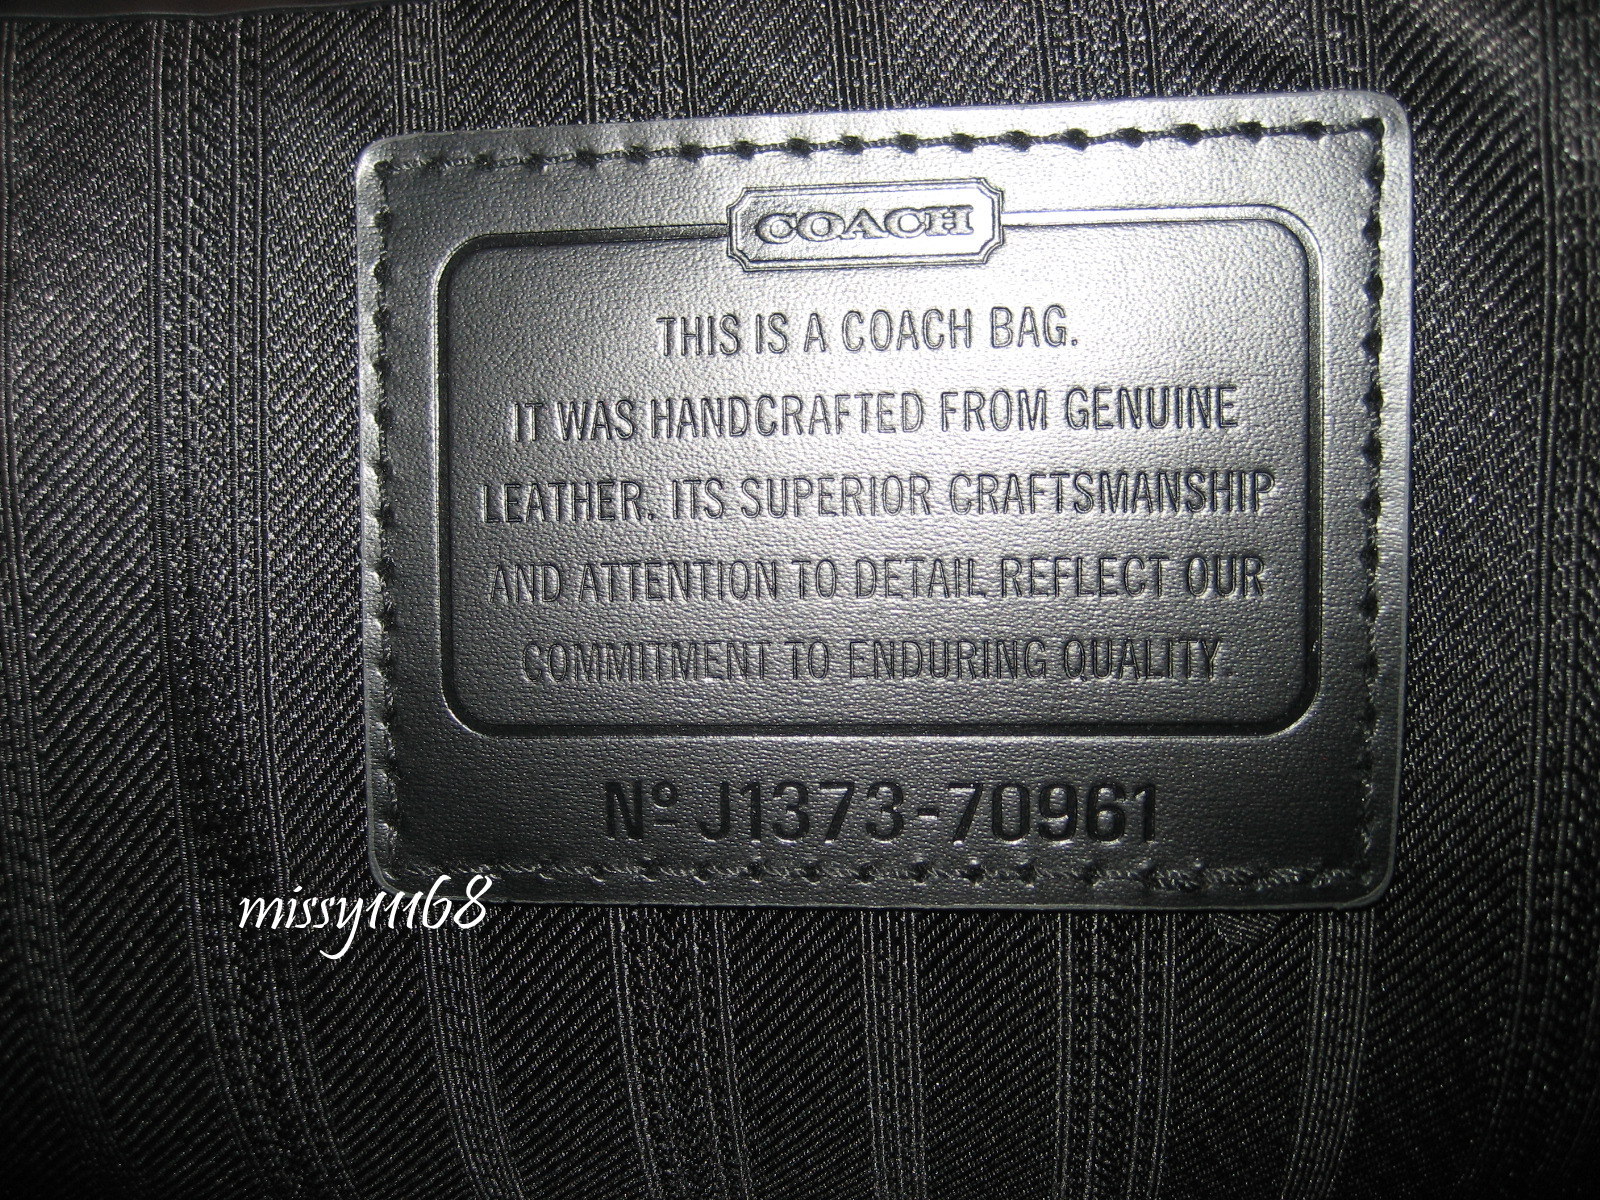 COACH
THIS IS A COACH BAG.
IT WAS HANDCRAFTED FROM GENUINE
LEATHER. ITS SUPERIOR CRAFTSMANSHIP
AND ATTENTION TO DETAIL REFLECT OUR
COMMITMENT TO ENDURING QUALITY.
Nº J1373-70961
missy11168